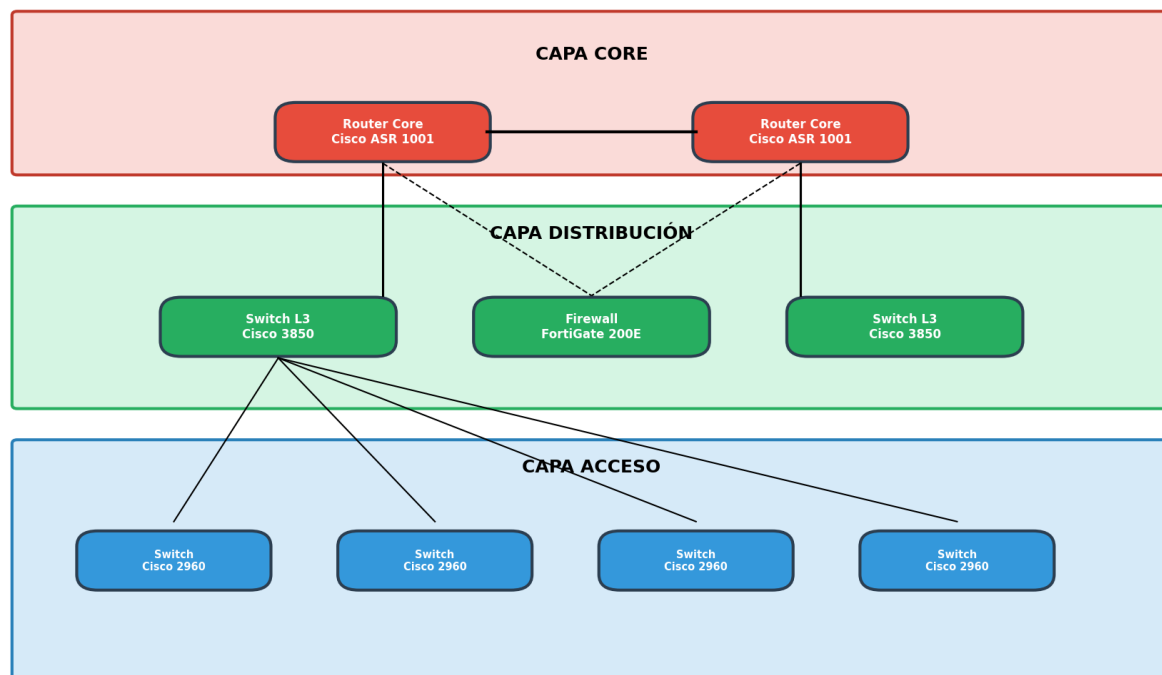 CAPA CORE
Router Core
Cisco ASR 1001
Router Core
Cisco ASR 1001
CAPA DISTRIBUCIÓN
Switch L3
Cisco 3850
Firewall
FortiGate 200E
Switch L3
Cisco 3850
CAPA ACCESO
Switch
Cisco 2960
Switch
Cisco 2960
Switch
Cisco 2960
Switch
Cisco 2960